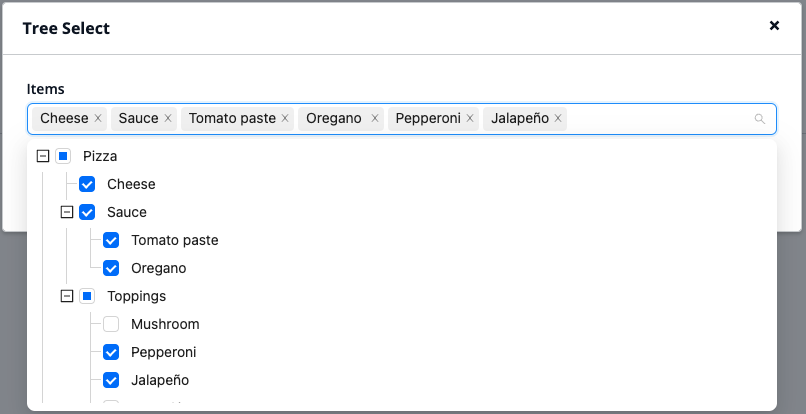 Tree Select
Items
Cheese Sauce Tomato paste Oregano Pepperoni Jalapeño
Pizza
Cheese
Sauce
Tomato paste
Oregano
Toppings
Mushroom
Pepperoni
Jalapeño